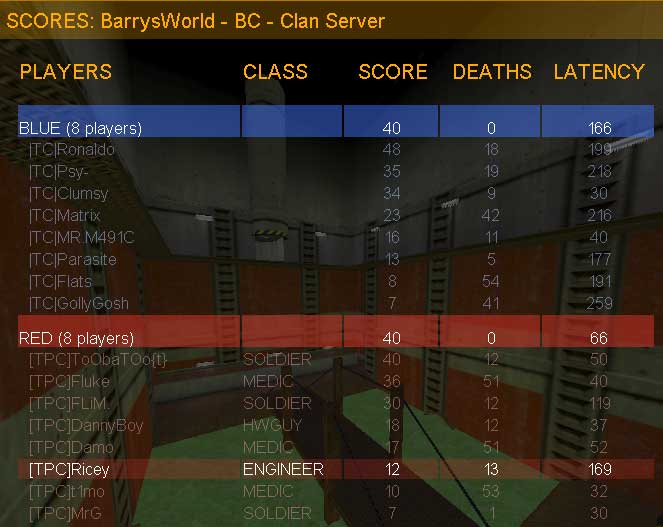 SCORES: BarrysWorld - BC - Clan Server
PLAYERS CLASS SCORE DEATHS LATENCY
BLUE (8 players) 40 0 166
|TC|Ronaldo 48 18 199
|TC|Psy- 35 19 218
|TC|Clumsy 34 9 30
|TC|Matrix 23 42 216
|TC|MR.M491C 16 11 40
|TC|Parasite 13 5 177
|TC|Flats 8 54 191
|TC|GollyGosh 7 41 259
RED (8 players) 40 0 66
[TPC]ToObaTOo{t} SOLDIER 40 12 50
[TPC]Fluke MEDIC 36 51 40
[TPC]FLiM. SOLDIER 30 12 119
[TPC]DannyBoy HWGUY 18 12 37
[TPC]Damo MEDIC 17 51 52
[TPC]Ricey ENGINEER 12 13 169
[TPC]t1mo MEDIC 10 53 32
[TPC]MrG SOLDIER 7 1 30